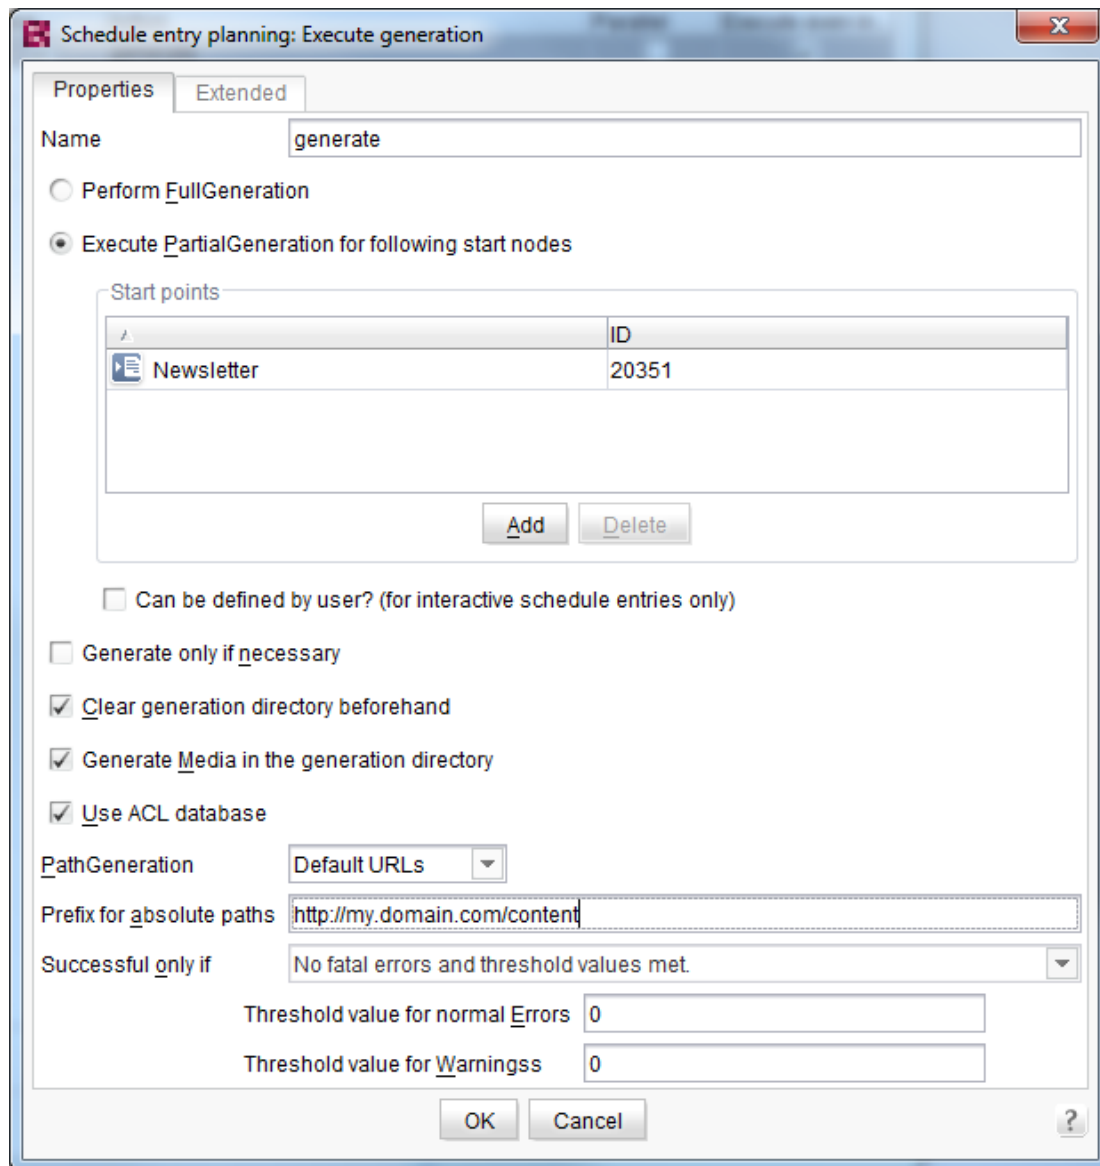 Schedule entry planning: Execute generation
Properties Extended
Name generate
Perform FullGeneration
Execute PartialGeneration for following start nodes
Start points
ID
Newsletter 20351
Add Delete
Can be defined by user? (for interactive schedule entries only)
Generate only if necessary
Clear generation directory beforehand
Generate Media in the generation directory
Use ACL database
PathGeneration Default URLs
Prefix for absolute paths http://my.domain.com/content
Successful only if No fatal errors and threshold values met.
Threshold value for normal Errors 0
Threshold value for Warningss 0
OK Cancel ?